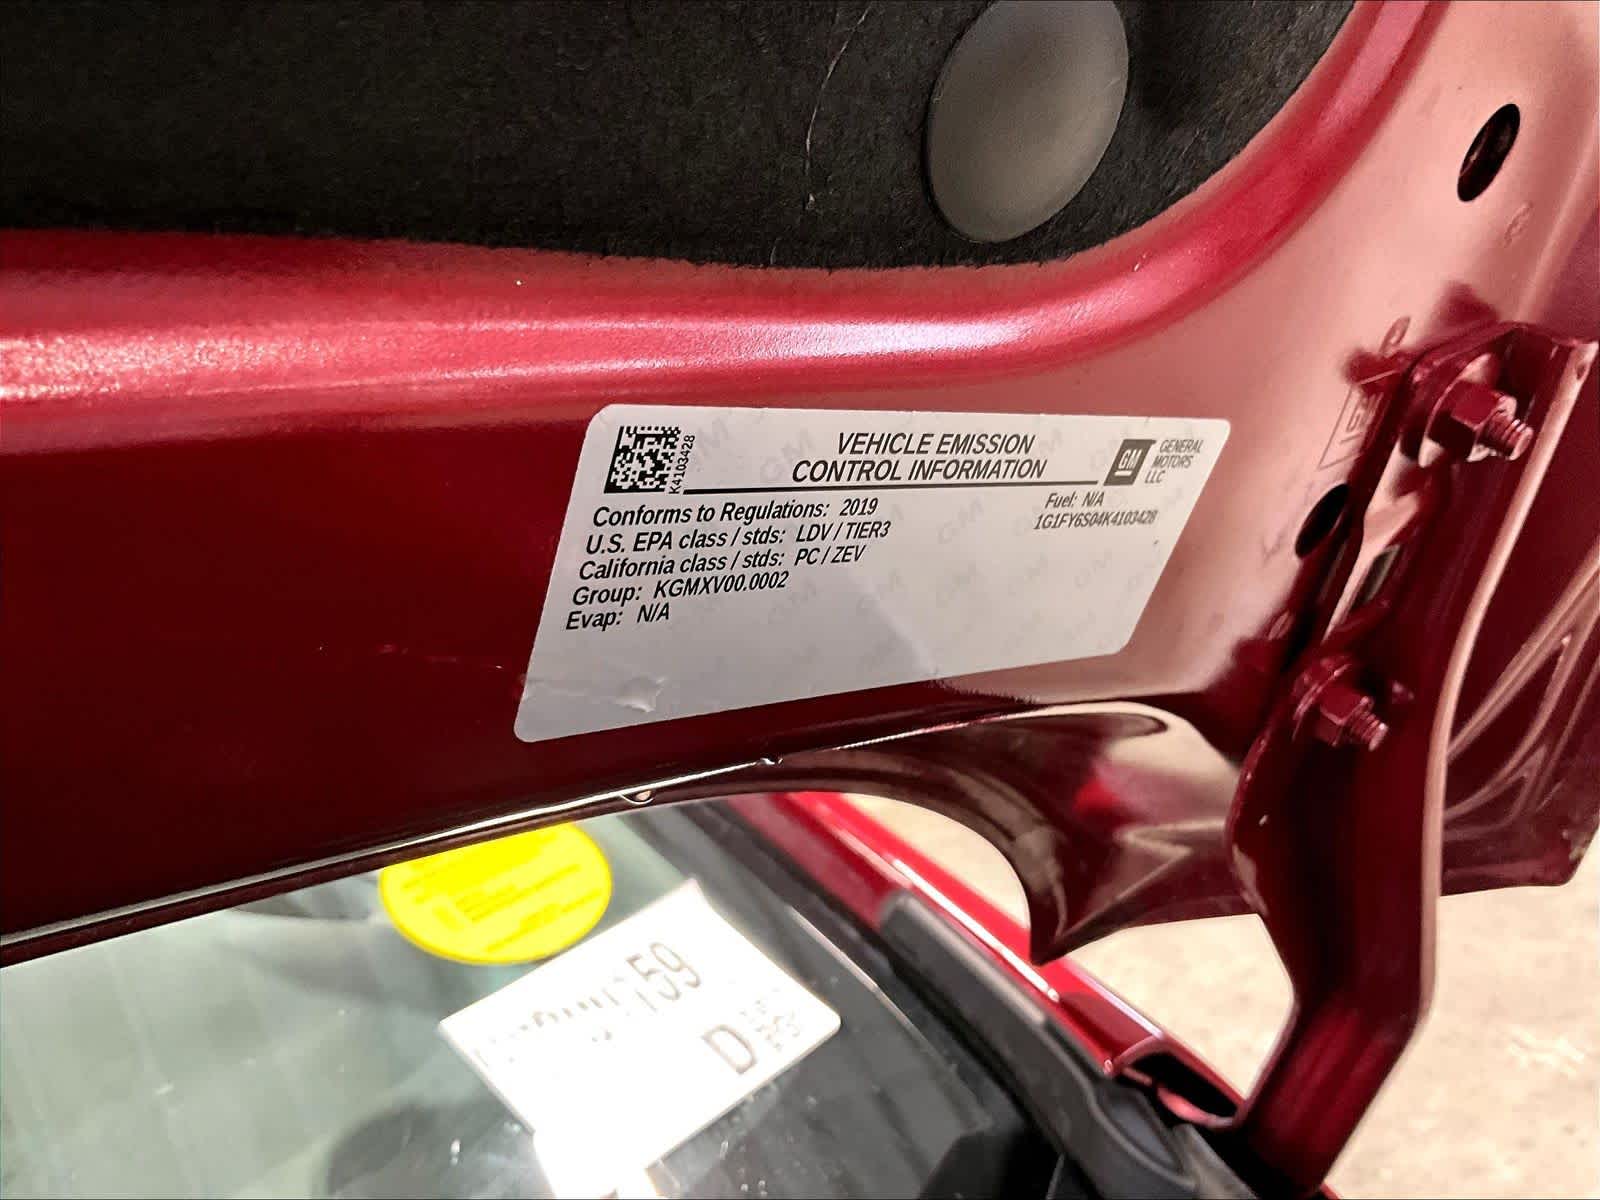 K4103428
VEHICLE EMISSION
CONTROL INFORMATION
GM
GENERAL
MOTORS
LLC
Conforms to Regulations: 2019
Fuel: N/A
U.S. EPA class / stds: LDV / TIER3
1G1FY6S04K4103428
California class / stds: PC / ZEV
Group: KGMXV00.0002
Evap: N/A
759
D